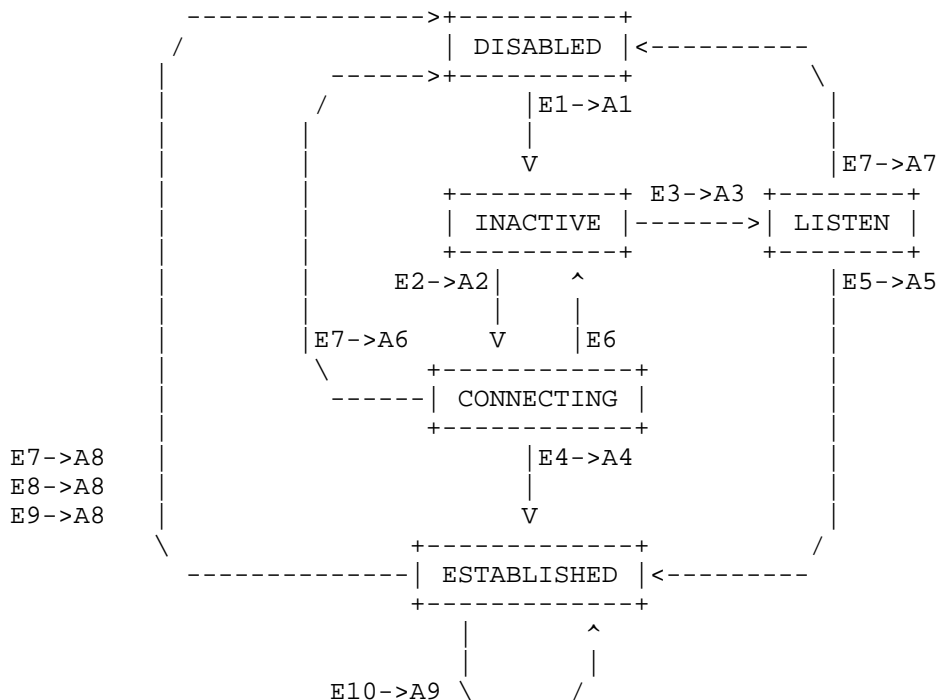 DISABLED
E1->A1
E7->A7
E3->A3
INACTIVE
LISTEN
E2->A2
E5->A5
E7->A6
E6
CONNECTING
E7->A8
E4->A4
E8->A8
E9->A8
ESTABLISHED
E10->A9